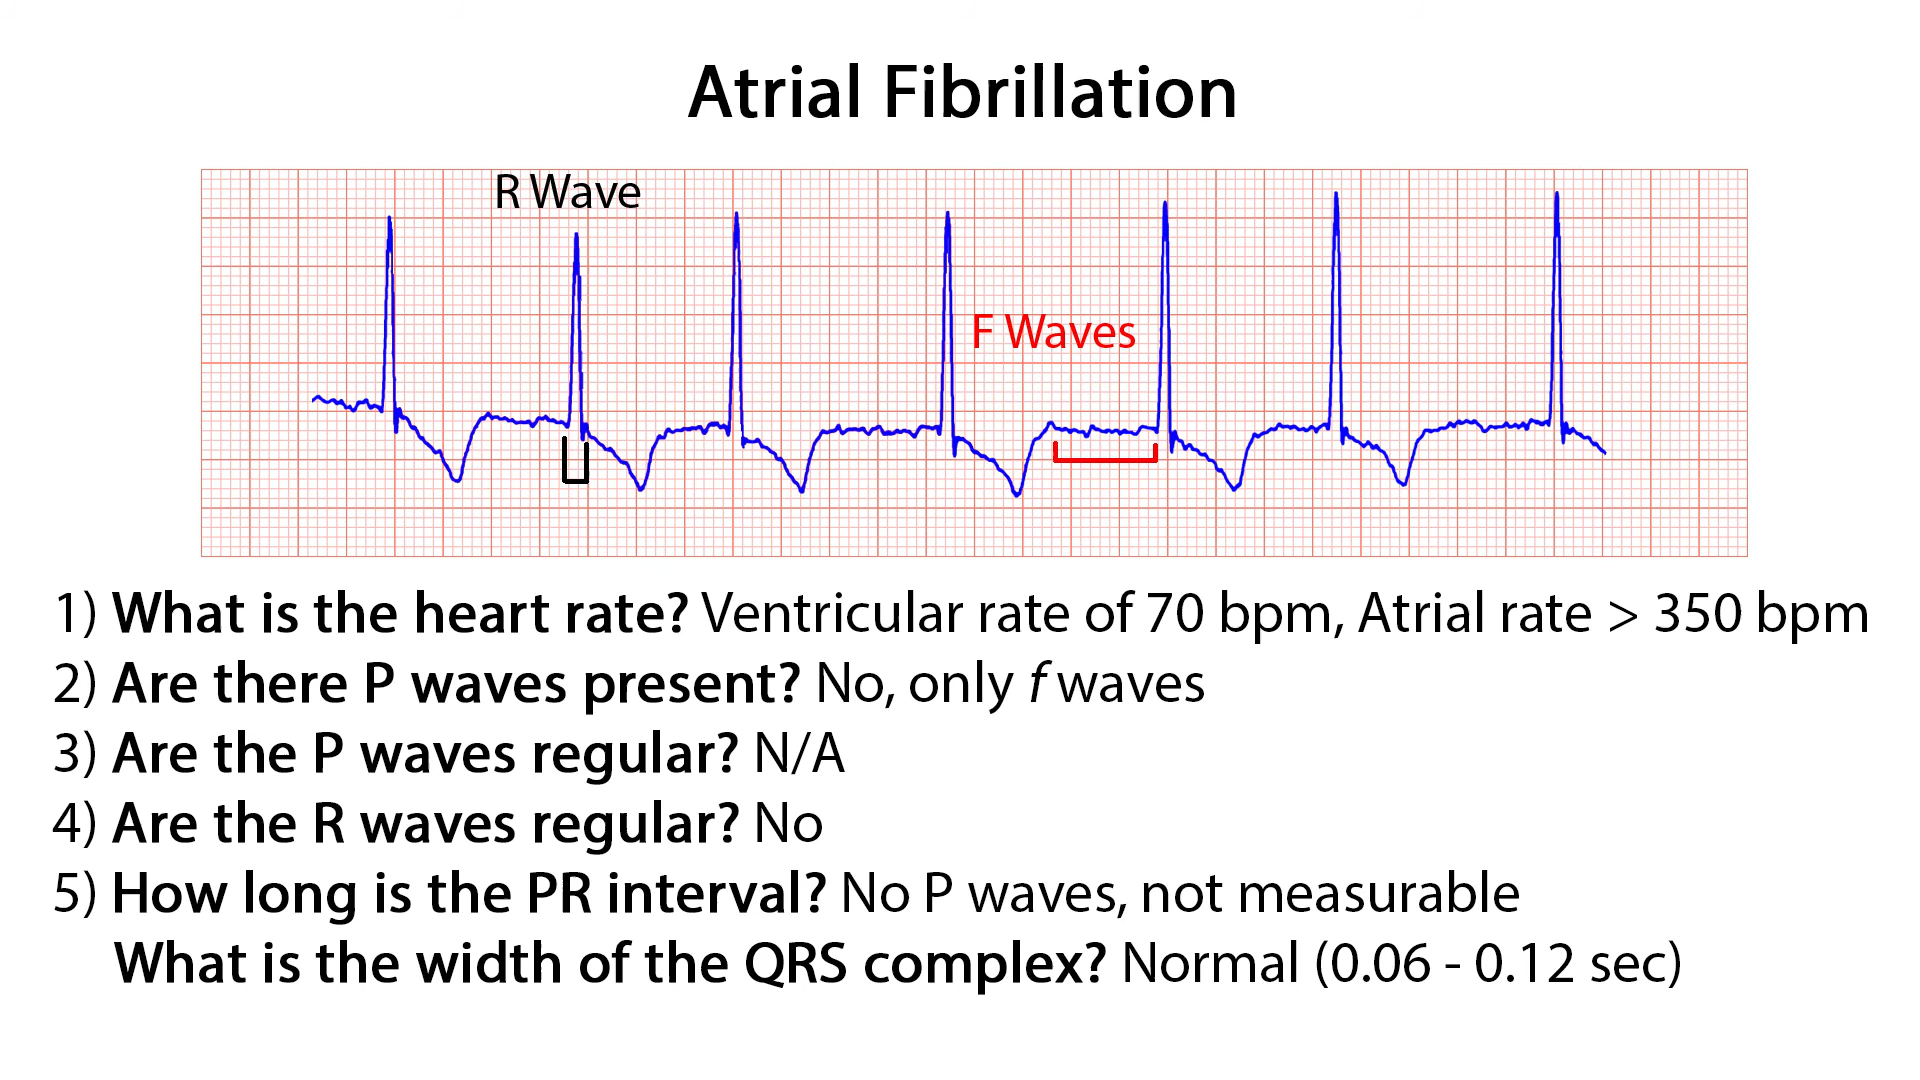 Atrial Fibrillation
R Wave
F Waves
1) What is the heart rate? Ventricular rate of 70 bpm, Atrial rate > 350 bpm
2) Are there P waves present? No, only f waves
3) Are the P waves regular? N/A
4) Are the R waves regular? No
5) How long is the PR interval? No P waves, not measurable
What is the width of the QRS complex? Normal (0.06 - 0.12 sec)